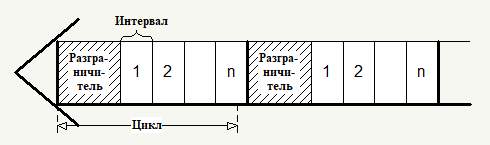 Интервал
Разгра-
ничи-
тель
1 2 n
Разгра-
ничи-
тель
1 2 n
Цикл